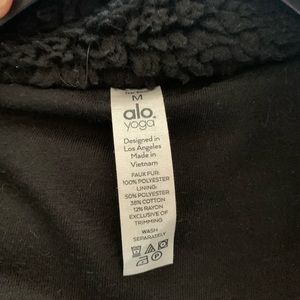 M
alo.
yoga
Designed in
Los Angeles
Made in
Vietnam
FAUX FUR:
100% POLYESTER
LINING:
50% POLYESTER
38% COTTON
12% RAYON
EXCLUSIVE OF
TRIMMING
WASH
SEPARATELY
P